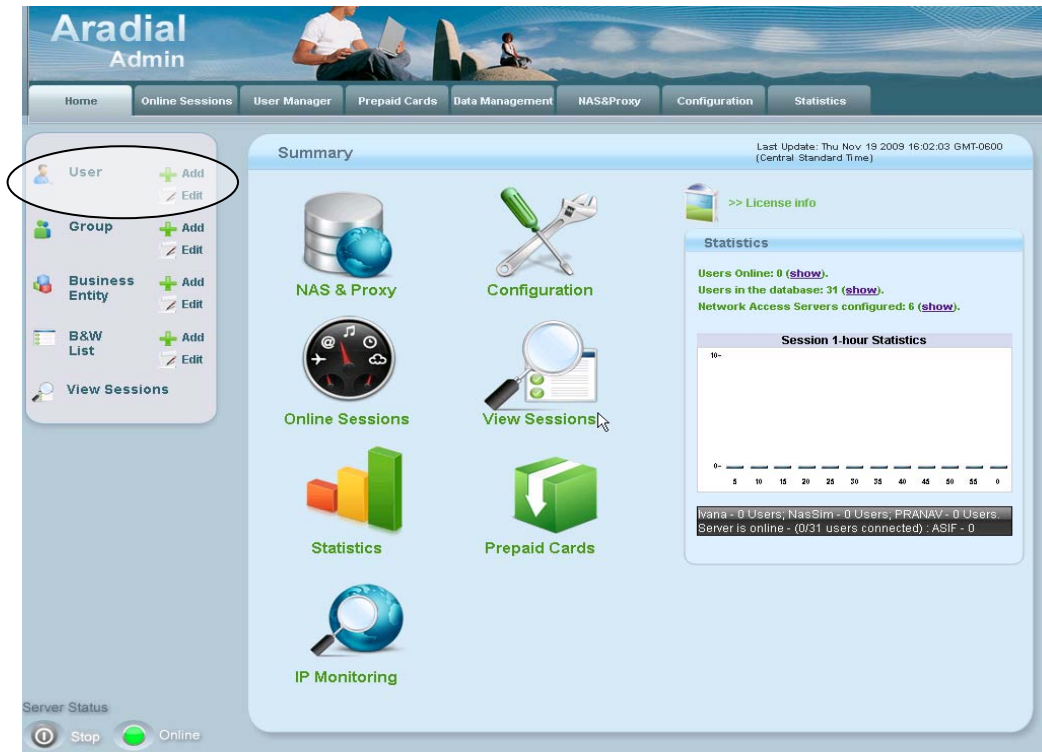 Aradial
Admin
Home
Online Sessions
User Manager
Prepaid Cards
Data Management
NAS&Proxy
Configuration
Statistics
User
Add
Edit
Group
Add
Edit
Business
Entity
Add
Edit
B&W
List
Add
Edit
View Sessions
Summary
Last Update: Thu Nov 19 2009 16:02:03 GMT-0600
(Central Standard Time)
NAS & Proxy
Configuration
Online Sessions
View Sessions
Statistics
Prepaid Cards
IP Monitoring
>> License info
Statistics
Users Online: 0 (show).
Users in the database: 31 (show).
Network Access Servers configured: 6 (show).
Session 1-hour Statistics
10-
0-
5 10 15 20 25 30 35 40 45 50 55 0
Ivana - 0 Users; NasSim - 0 Users; PRANAV - 0 Users.
Server is online - (0/31 users connected) : ASIF - 0
Server Status
Stop
Online